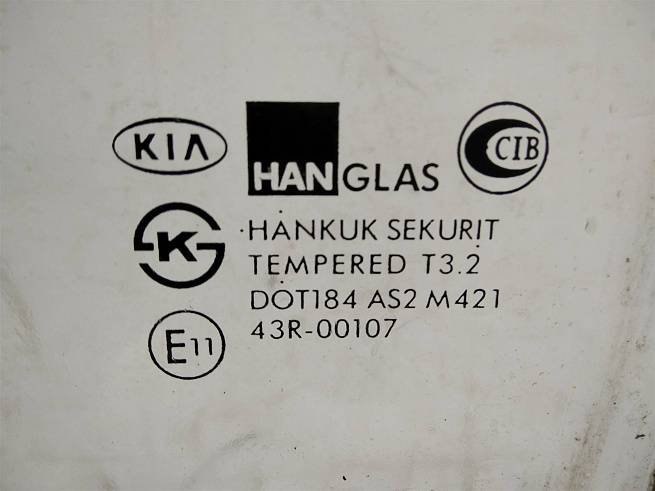 KIA
HANGLAS
CIB
K
HANKUK SEKURIT
TEMPERED T3.2
DOT184 AS2 M421
43R-00107
E11